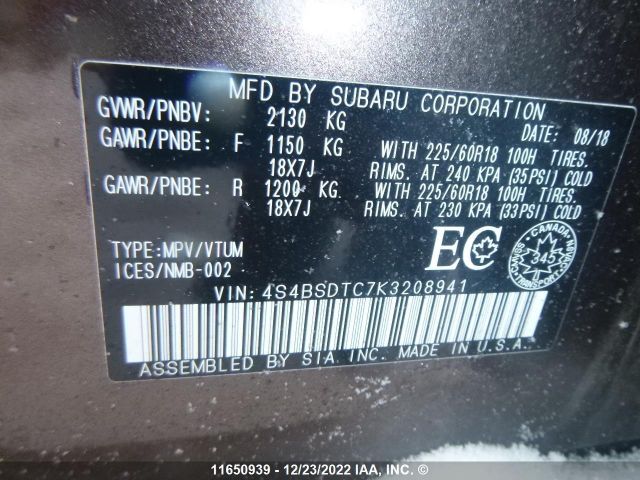 MFD BY SUBARU CORPORATION
GVWR/PNBV: 2130 KG DATE: 08/18
GAWR/PNBE: F 1150 KG WITH 225/60R18 100H TIRES.
18X7J RIMS. AT 240 KPA (35PSI) COLD
GAWR/PNBE: R 1200 KG. WITH 225/60R18 100H TIRES.
18X7J RIMS. AT 230 KPA (33PSI) COLD
TYPE:MPV/VTUM
ICES/NMB-002
EC
CANADA
345
TRANSPORT
VIN:4S4BSDTC7K3208941
ASSEMBLED BY SIA INC. MADE IN U.S.A.
11650939 - 12/23/2022 IAA, INC. ©